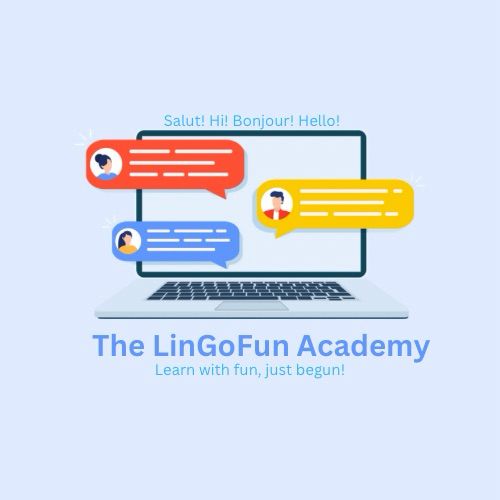 Salut! Hi! Bonjour! Hello!
The LinGoFun Academy
Learn with fun, just begun!